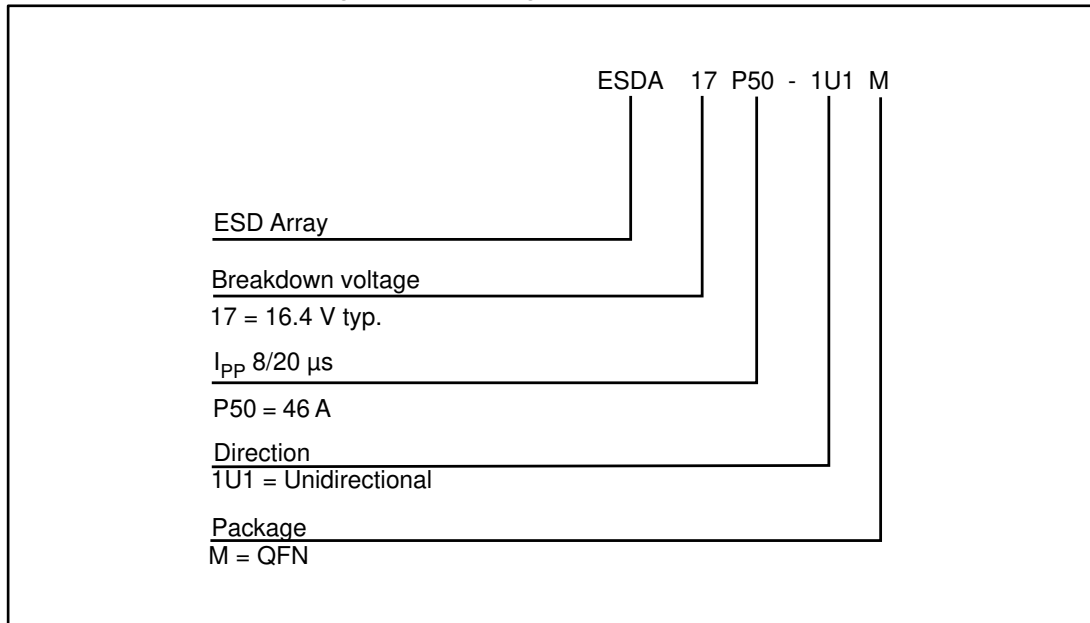 ESDA 17 P50 - 1U1 M
ESD Array
Breakdown voltage
17 = 16.4 V typ.
IPP 8/20 µs
P50 = 46 A
Direction
1U1 = Unidirectional
Package
M = QFN